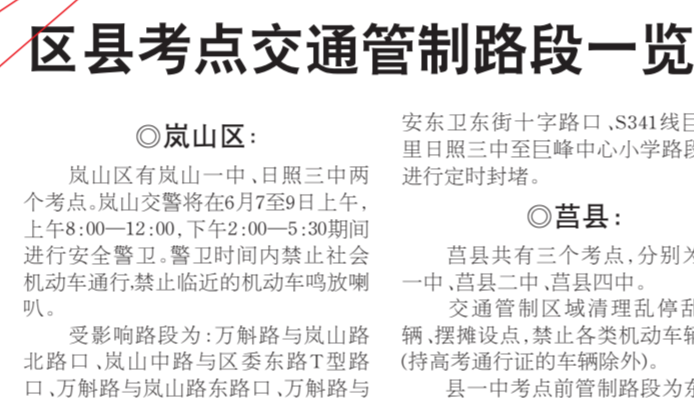 区县考点交通管制路段一览
◎岚山区：
岚山区有岚山一中、日照三中两
个考点。岚山交警将在6月7至9日上午，
上午8:00—12:00，下午2:00—5:30期间
进行安全警卫。警卫时间内禁止社会
机动车通行,禁止临近的机动车鸣放喇
叭。
受影响路段为：万斛路与岚山路
北路口、岚山中路与区委东路T型路
口、万斛路与岚山路东路口、万斛路与
安东卫东街十字路口、S341线巨
里日照三中至巨峰中心小学路段
进行定时封堵。
◎莒县：
莒县共有三个考点，分别为
一中、莒县二中、莒县四中。
交通管制区域清理乱停乱
辆、摆摊设点，禁止各类机动车辆
(持高考通行证的车辆除外)。
县一中考点前管制路段为东